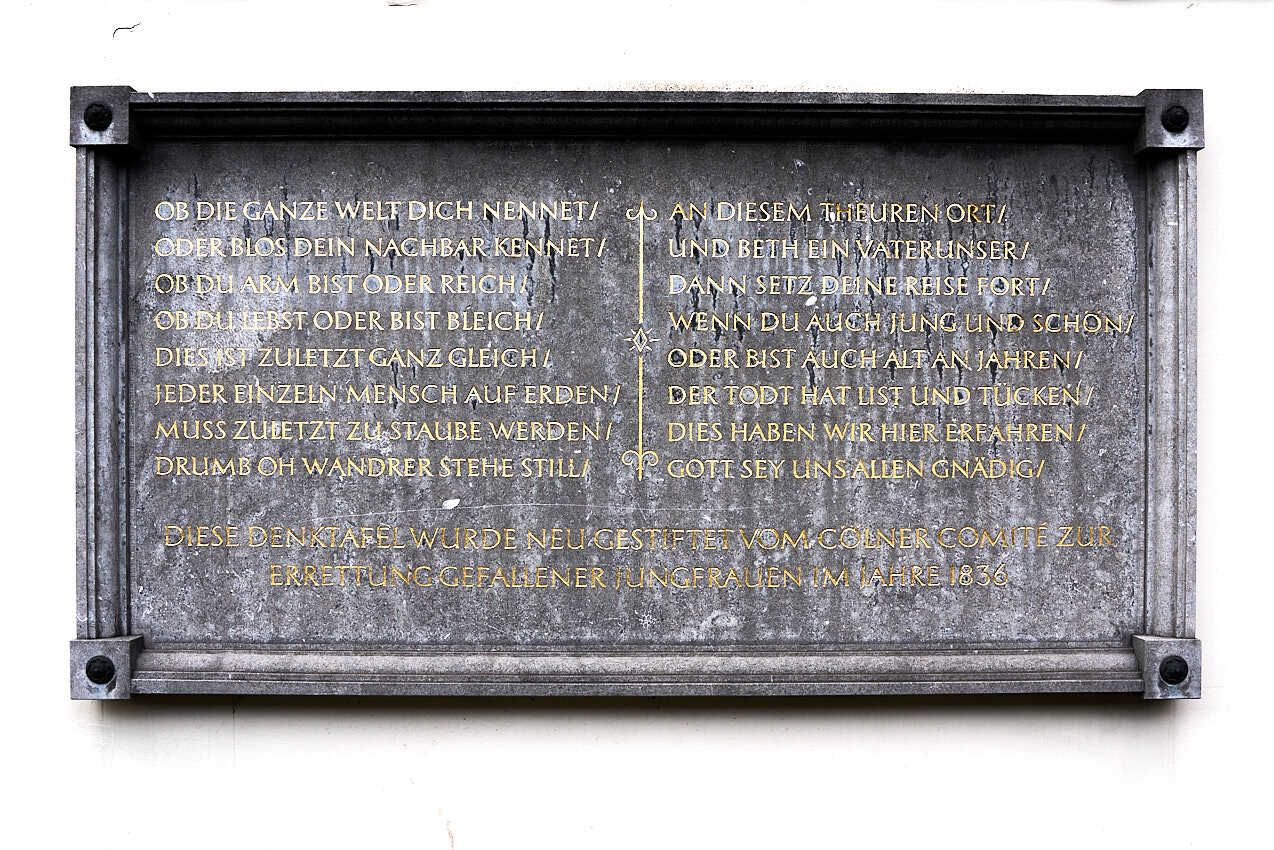 OB DIE GANZE WELT DICH NENNET/
ODER BLOS DEIN NACHBAR KENNET/
OB DU ARM BIST ODER REICH/
OB DU LEBST ODER BIST BLEICH/
DIES IST ZULETZT GANZ GLEICH/
JEDER EINZELN MENSCH AUF ERDEN/
MUSS ZULETZT ZU STAUBE WERDEN/
DRUMB OH WANDRER STEHE STILL/
AN DIESEM THEUREN ORT/
UND BETH EIN VATERUNSER/
DANN SETZ DEINE REISE FORT/
WENN DU AUCH JUNG UND SCHÖN/
ODER BIST AUCH ALT AN JAHREN/
DER TODT HAT LIST UND TÜCKEN/
DIES HABEN WIR HIER ERFAHREN/
GOTT SEY UNS ALLEN GNÄDIG/
DIESE DENKTAFEL WURDE NEU GESTIFTET VOM CÖLNER COMITÉ ZUR
ERRETTUNG GEFALLENER JUNGFRAUEN IM JAHRE 1836